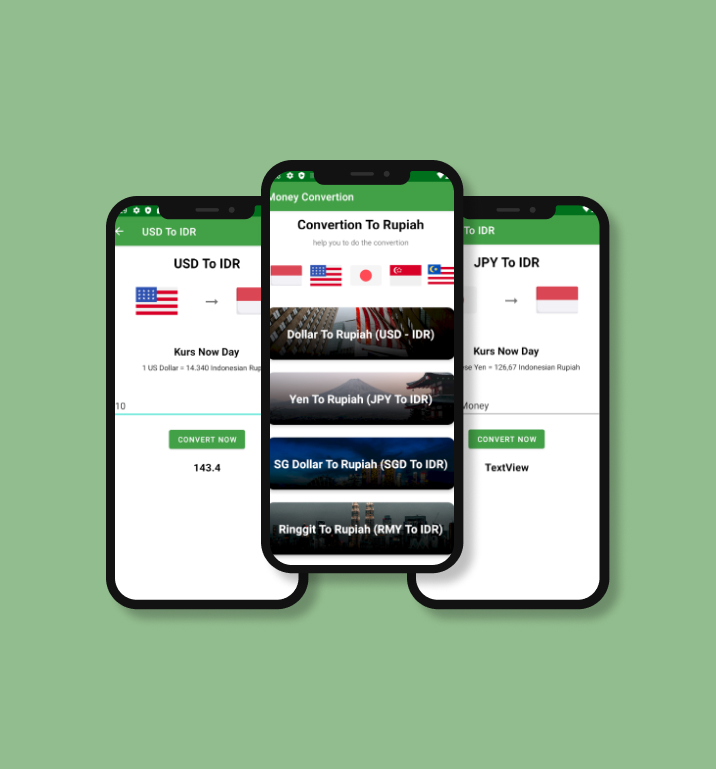 USD To IDR
USD To IDR
Kurs Now Day
1 US Dollar = 14.340 Indonesian Rup
10
CONVERT NOW
143.4
Money Convertion
Convertion To Rupiah
help you to do the convertion
Dollar To Rupiah (USD - IDR)
Yen To Rupiah (JPY To IDR)
SG Dollar To Rupiah (SGD To IDR)
Ringgit To Rupiah (RMY To IDR)
To IDR
JPY To IDR
Kurs Now Day
ese Yen = 126,67 Indonesian Rupiah
Money
CONVERT NOW
TextView